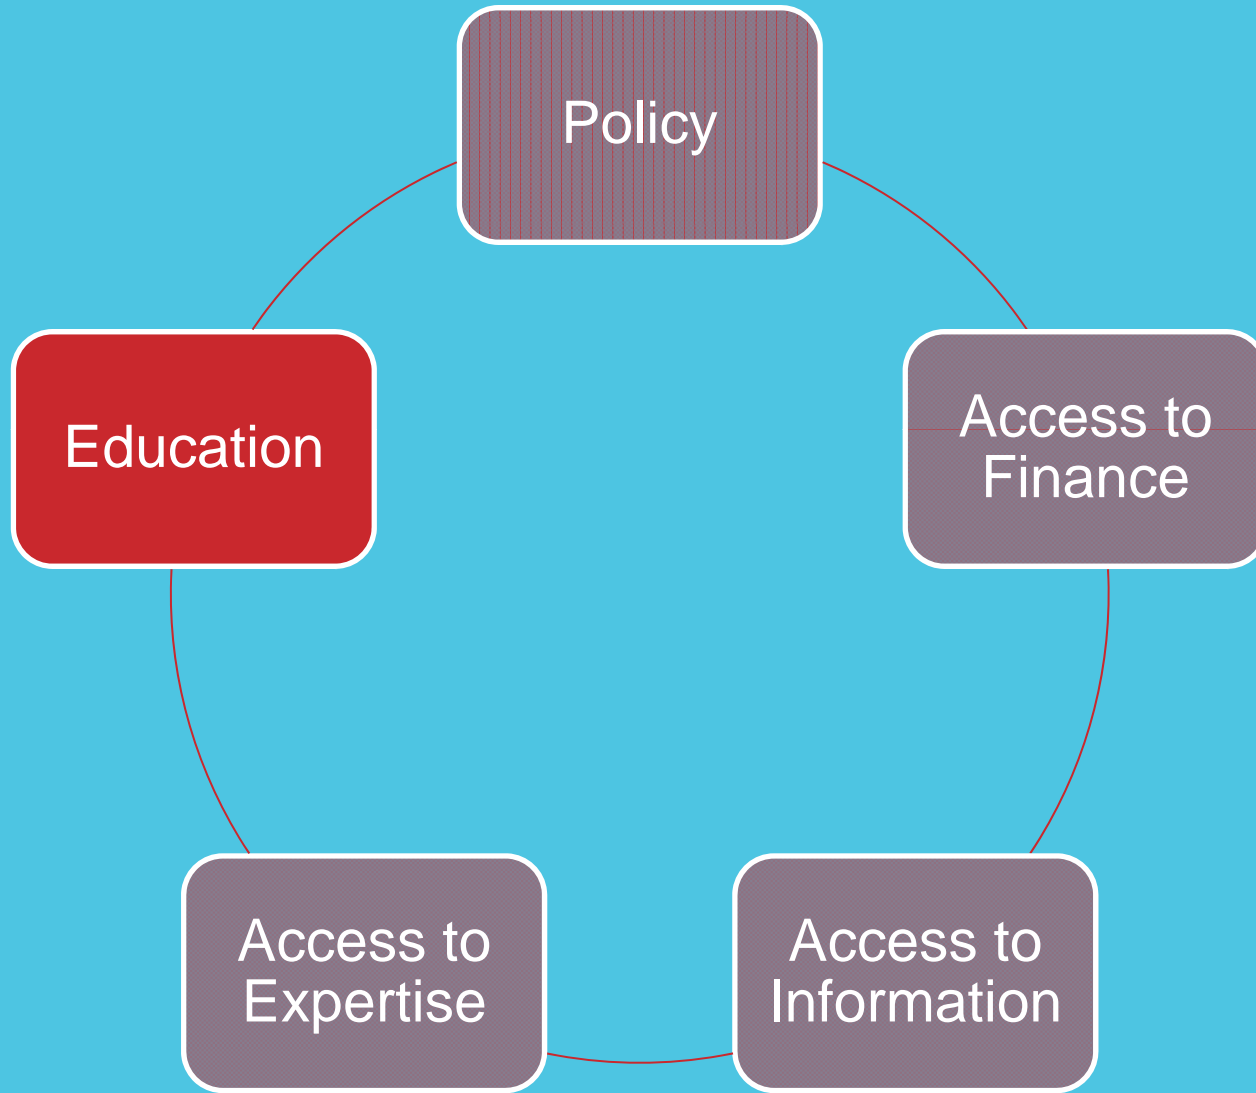 Policy
Education
Access to
Finance
Access to
Expertise
Access to
Information